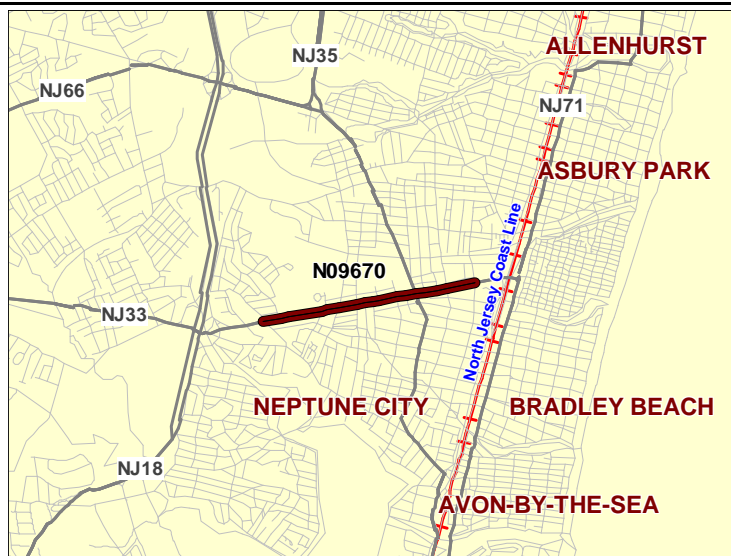 ALLENHURST
NJ35
NJ66
NJ71
ASBURY PARK
North Jersey Coast Line
N09670
NJ33
NEPTUNE CITY
BRADLEY BEACH
NJ18
AVON-BY-THE-SEA